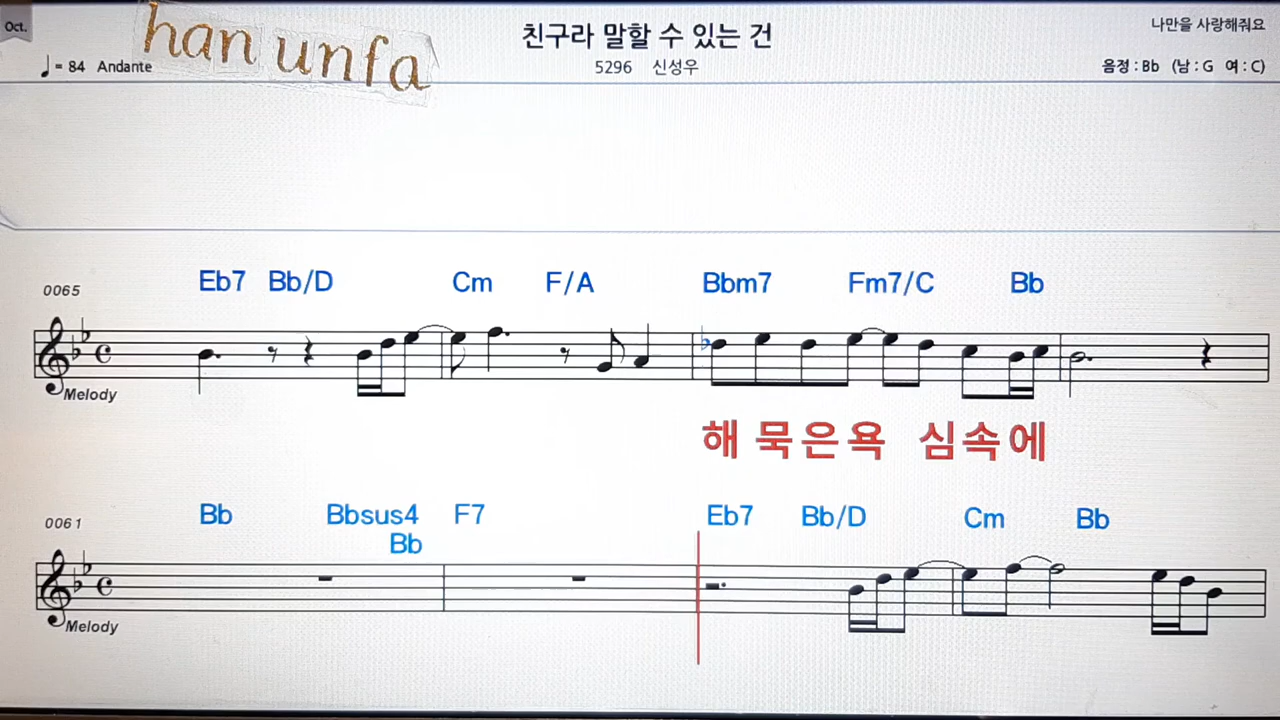 Oct.
han unfa
친구라 말할 수 있는 건
나만을 사랑해줘요
♩= 84 Andante
5296 신성우
음정 : Bb (남 : G 여 : C)
Eb7 Bb/D Cm F/A Bbm7 Fm7/C Bb
0065
Melody
해 묵은욕 심속에
Bb Bbsus4 F7 Eb7 Bb/D Cm Bb
0061
Bb
Melody